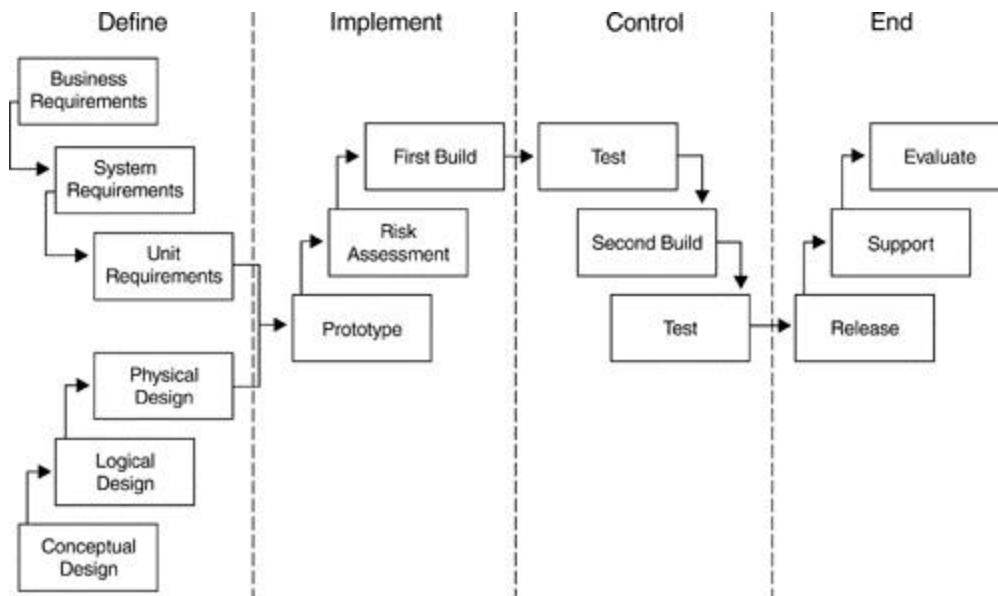 Define
Implement
Control
End
Business
Requirements
System
Requirements
Unit
Requirements
Physical
Design
Logical
Design
Conceptual
Design
First Build
Risk
Assessment
Prototype
Test
Second Build
Test
Evaluate
Support
Release